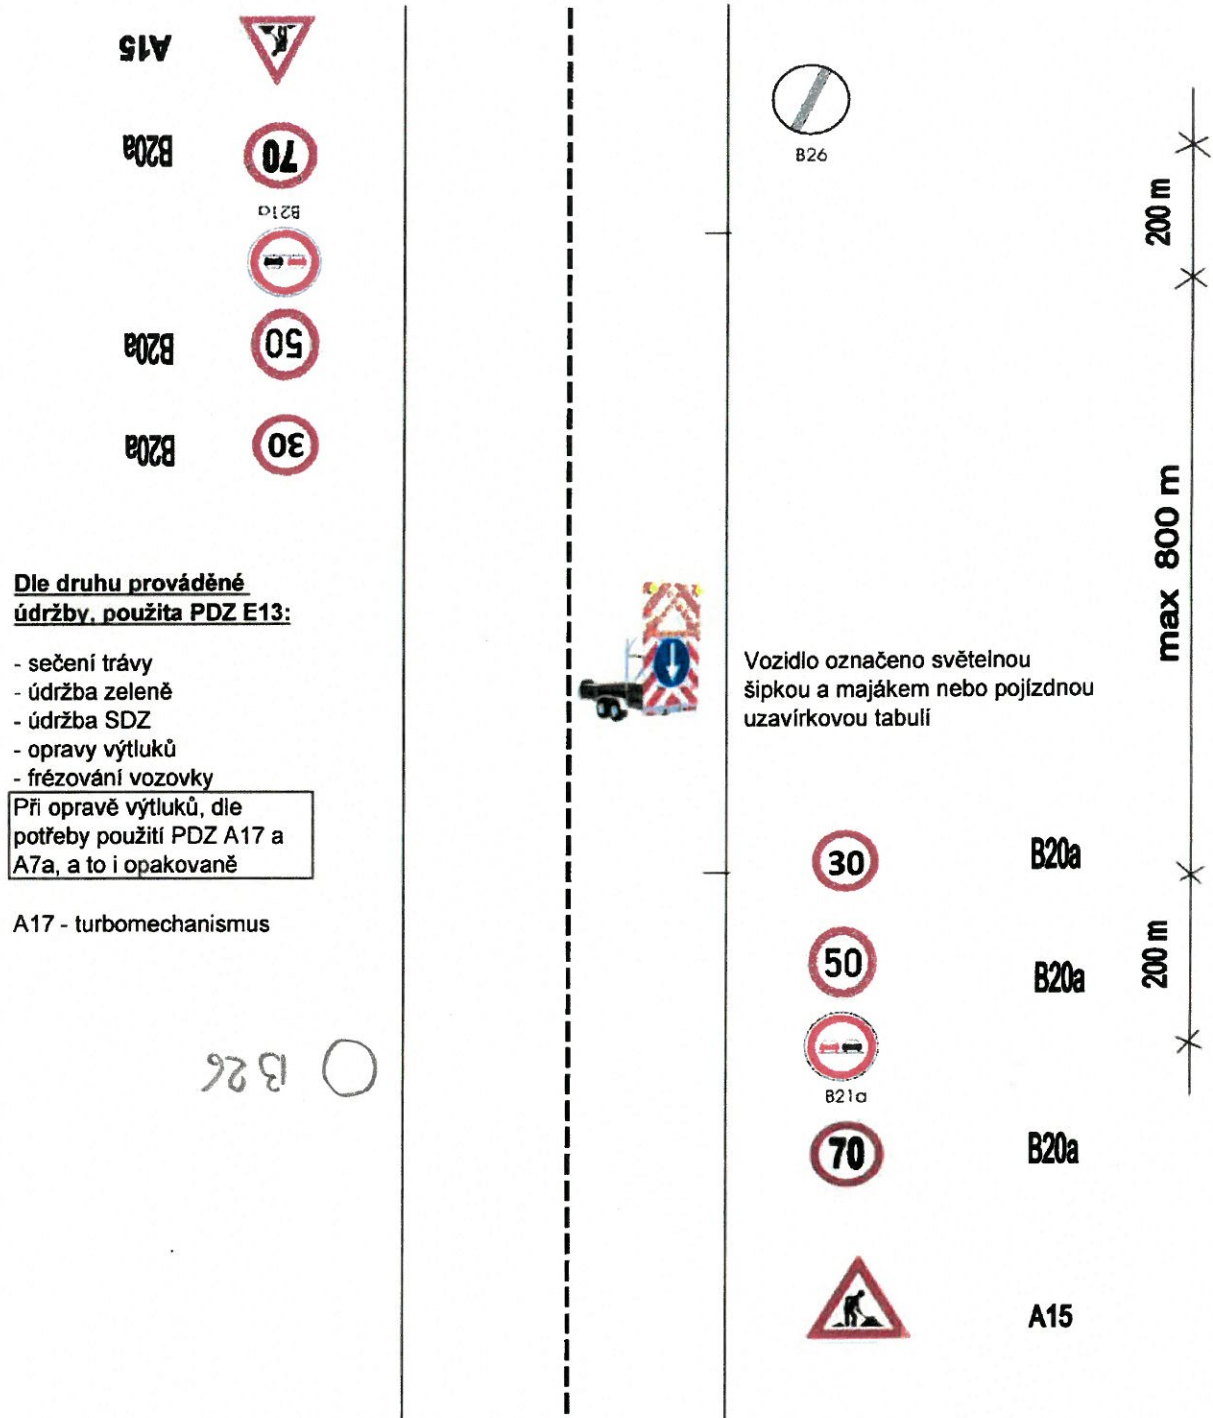 A15
B20a
70
B21a
B20a
50
B20a
30
B26
200 m
max 800 m
Dle druhu prováděné
údržby, použita PDZ E13:
- sečení trávy
- údržba zeleně
- údržba SDZ
- opravy výtluků
- frézování vozovky
Při opravě výtluků, dle
potřeby použití PDZ A17 a
A7a, a to i opakovaně
A17 - turbomechanismus
Vozidlo označeno světelnou
šipkou a majákem nebo pojízdnou
uzavírkovou tabulí
30
B20a
50
B20a
200 m
B21a
70
B20a
A15
B26